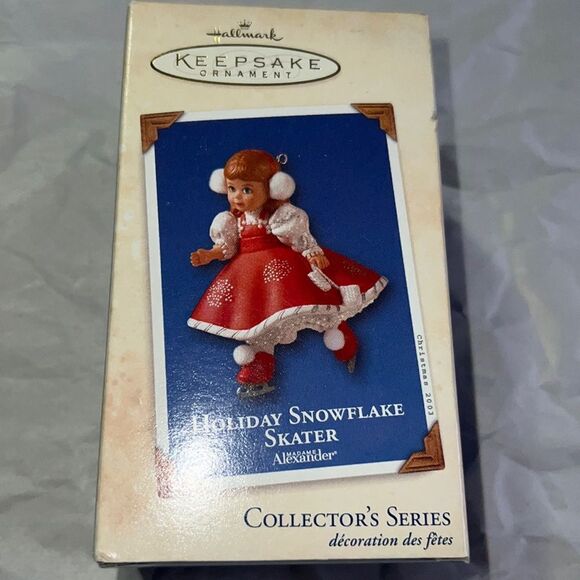 Hallmark
KEEPSAKE
ORNAMENT
Christmas 2003
HOLIDAY SNOWFLAKE
SKATER
MADAME
Alexander®
COLLECTOR'S SERIES
décoration des fêtes